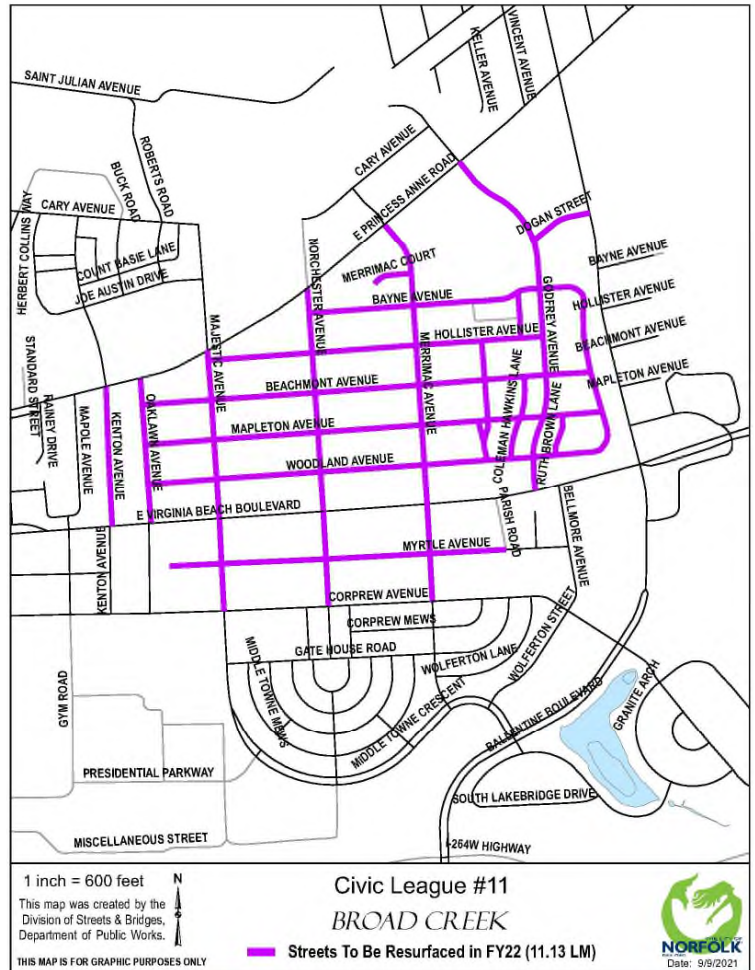 KELLER AVENUE
VINCENT AVENUE
SAINT JULIAN AVENUE
ROBERTS ROAD
BUCK ROAD
CARY AVENUE
CARY AVENUE
E PRINCESS ANNE ROAD
DOGAN STREET
HERBERT COLLINS WAY
COUNT BASIE LANE
JOE AUSTIN DRIVE
NORCHESTER AVENUE
MERRIMAC COURT
BAYNE AVENUE
BAYNE AVENUE
GODFREY AVENUE
HOLLISTER AVENUE
MAJESTIC AVENUE
HOLLISTER AVENUE
MERRIMAC AVENUE
BEACHMONT AVENUE
STANDARD STREET
BEACHMONT AVENUE
MAPLETON AVENUE
RAINEY DRIVE
MAPOLE AVENUE
KENTON AVENUE
OAKLAWN AVENUE
MAPLETON AVENUE
COLEMAN HAWKINS LANE
RUTH BROWN LANE
WOODLAND AVENUE
E VIRGINIA BEACH BOULEVARD
PARISH ROAD
BELLMORE AVENUE
KENTON AVENUE
MYRTLE AVENUE
CORPREW AVENUE
CORPREW MEWS
GATE HOUSE ROAD
WOLFERTON LANE
WOLFERTON STREET
MIDDLE TOWNE MEWS
MIDDLE TOWNE CRESCENT
GYM ROAD
BALLENTINE BOULEVARD
GRANITE ARCH
PRESIDENTIAL PARKWAY
SOUTH LAKEBRIDGE DRIVE
MISCELLANEOUS STREET
I-264W HIGHWAY
1 inch = 600 feet
N
This map was created by the
Division of Streets & Bridges,
Department of Public Works.
THIS MAP IS FOR GRAPHIC PURPOSES ONLY
Civic League #11
BROAD CREEK
Streets To Be Resurfaced in FY22 (11.13 LM)
THE CITY OF
NORFOLK
Date: 9/9/2021